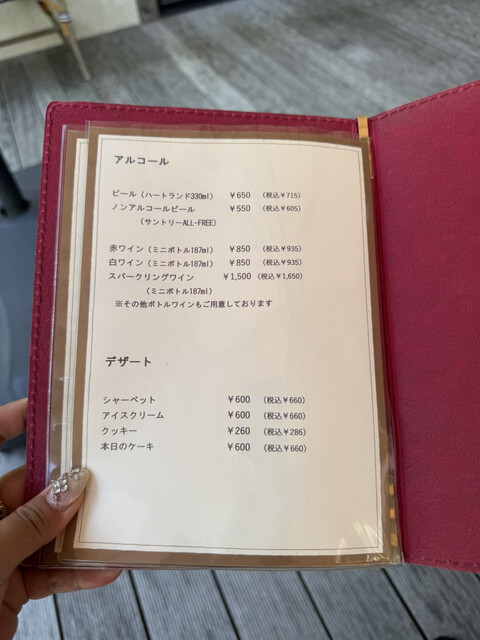 アルコール
ビール（ハートランド330ml） ￥650 （税込￥715）
ノンアルコールビール ￥550 （税込￥605）
（サントリーALL-FREE）
赤ワイン（ミニボトル187ml） ￥850 （税込￥935）
白ワイン（ミニボトル187ml） ￥850 （税込￥935）
スパークリングワイン ￥1,500 （税込￥1,650）
（ミニボトル187ml）
※その他ボトルワインもご用意しております
デザート
シャーベット ￥600 （税込￥660）
アイスクリーム ￥600 （税込￥660）
クッキー ￥260 （税込￥286）
本日のケーキ ￥600 （税込￥660）